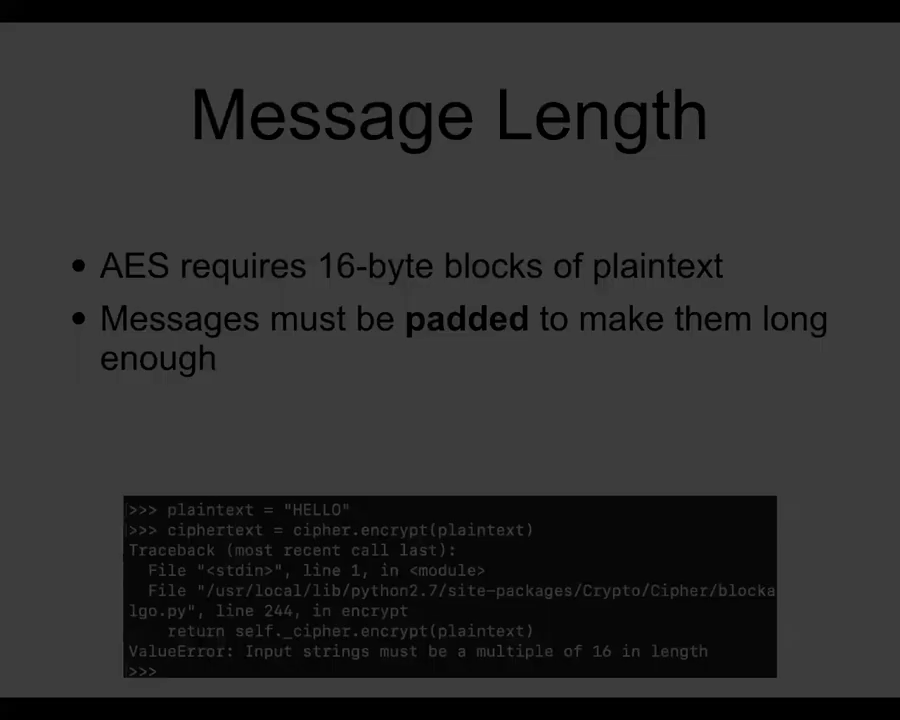 Message Length
• AES requires 16-byte blocks of plaintext
• Messages must be padded to make them long
enough
>>> plaintext = "HELLO"
>>> ciphertext = cipher.encrypt(plaintext)
Traceback (most recent call last):
  File "<stdin>", line 1, in <module>
  File "/usr/local/lib/python2.7/site-packages/Crypto/Cipher/blocka
lgo.py", line 244, in encrypt
    return self._cipher.encrypt(plaintext)
ValueError: Input strings must be a multiple of 16 in length
>>>